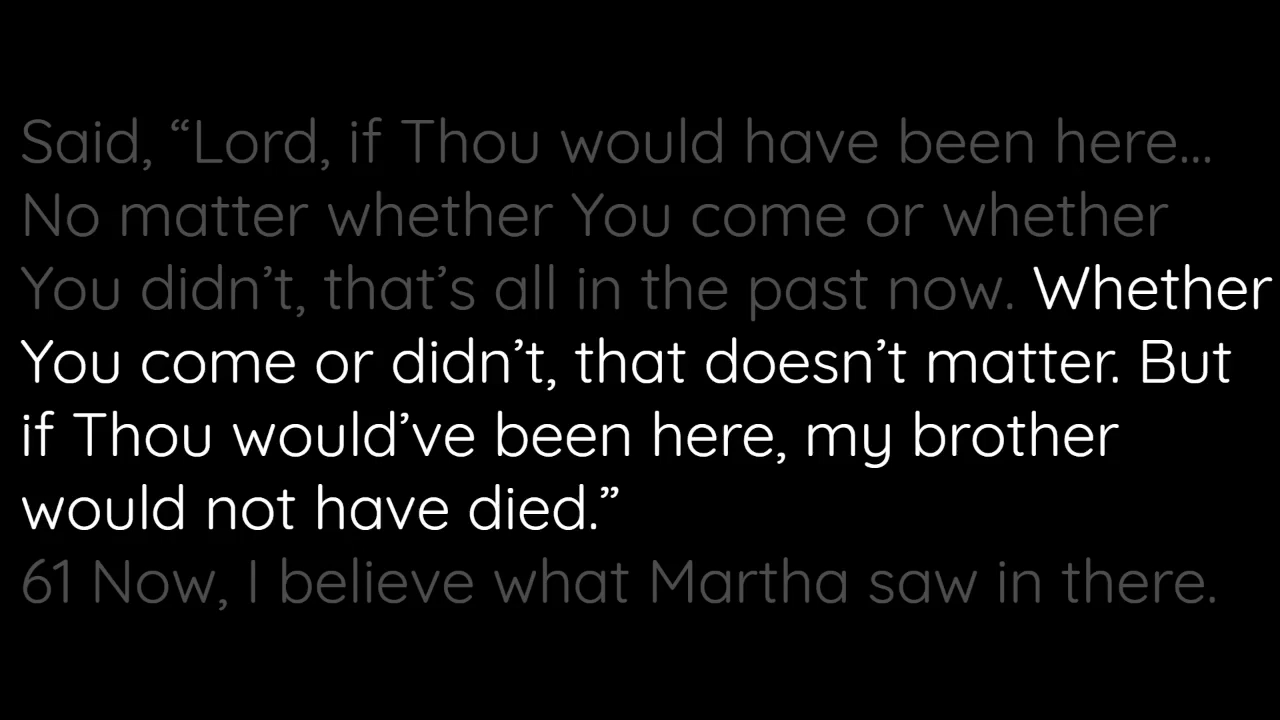 Said, “Lord, if Thou would have been here...
No matter whether You come or whether
You didn’t, that’s all in the past now. Whether
You come or didn’t, that doesn’t matter. But
if Thou would’ve been here, my brother
would not have died.”
61 Now, I believe what Martha saw in there.